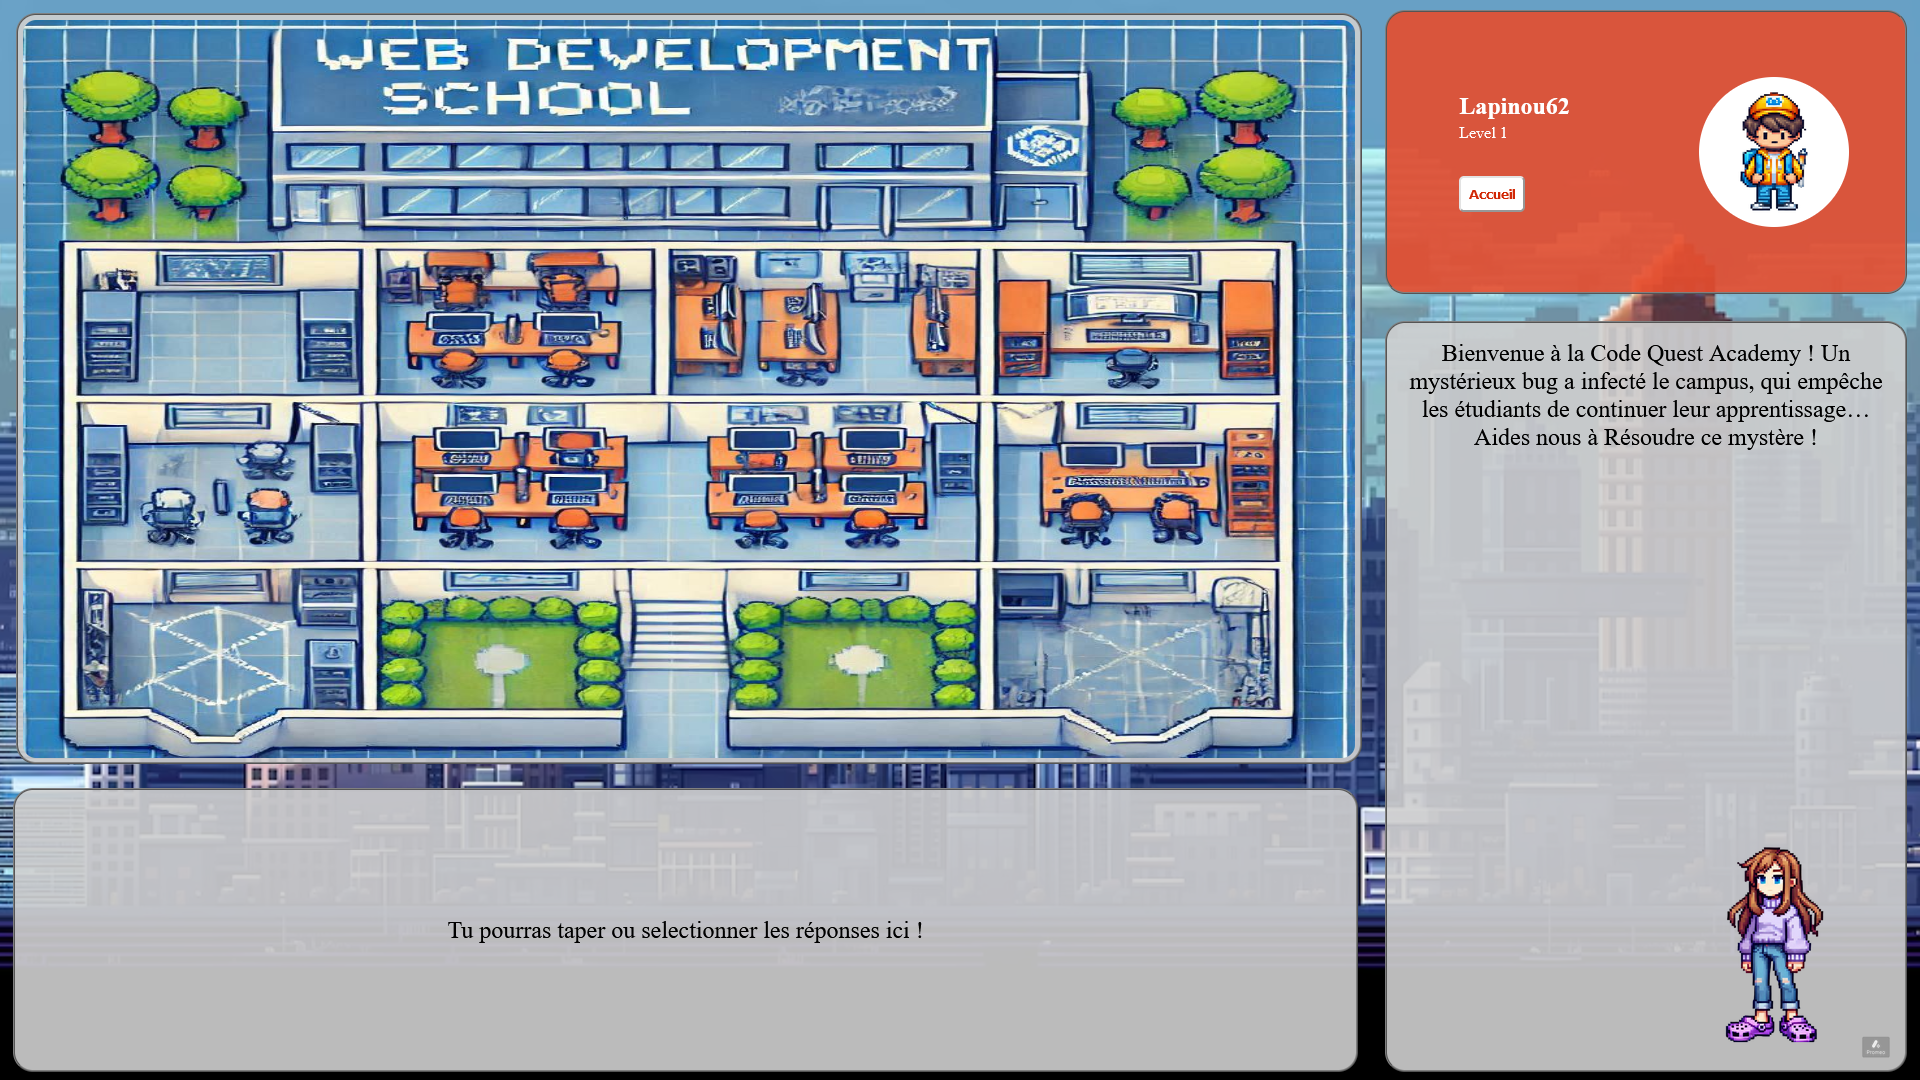 WEB DEVELOPMENT
SCHOOL
Lapinou62
Level 1
Accueil
Bienvenue à la Code Quest Academy ! Un
mystérieux bug a infecté le campus, qui empêche
les étudiants de continuer leur apprentissage…
Aides nous à Résoudre ce mystère !
Tu pourras taper ou selectionner les réponses ici !